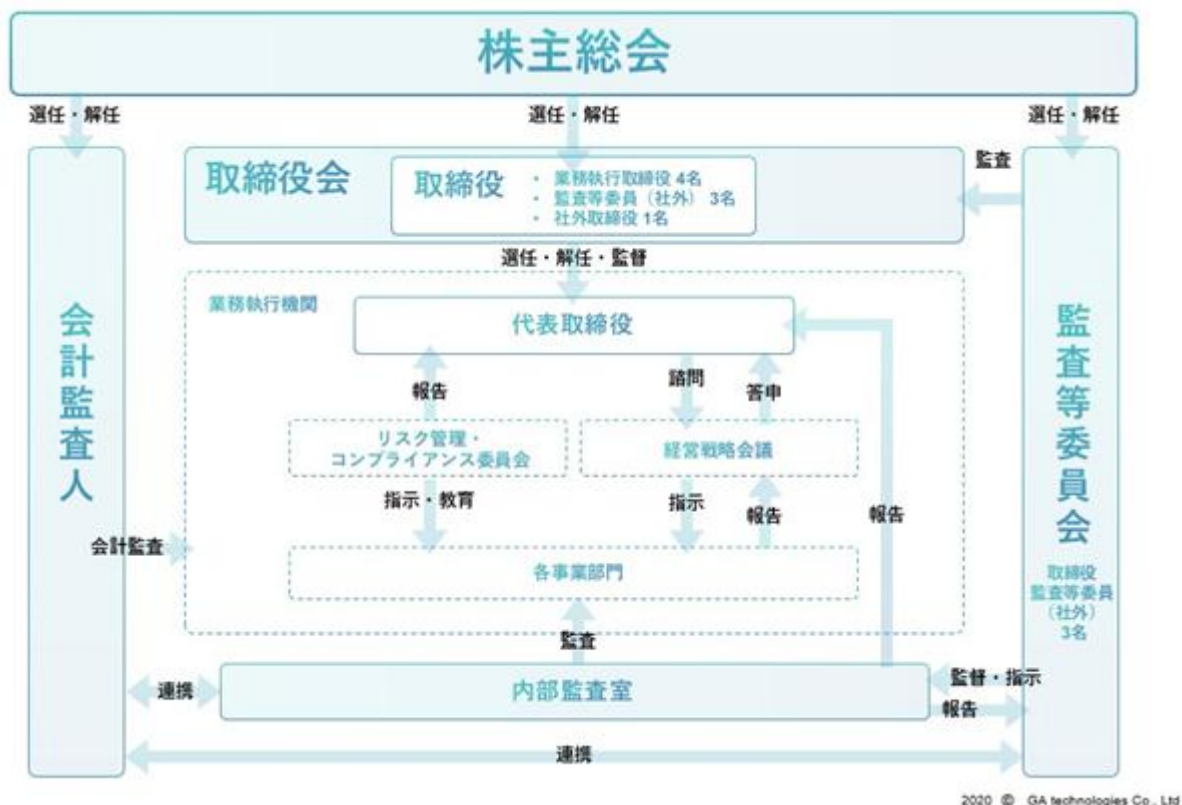 株主総会
選任・解任
選任・解任
選任・解任
取締役会
取締役
・ 業務執行取締役 4名
・ 監査等委員（社外） 3名
・ 社外取締役 1名
監査
選任・解任・監督
業務執行機関
代表取締役
報告
諮問
答申
リスク管理・
コンプライアンス委員会
経営戦略会議
指示・教育
指示
報告
報告
会計監査人
会計監査
各事業部門
監査等委員会
取締役
監査等委員
（社外）
3名
監査
内部監査室
連携
監督・指示
報告
連携
2020 © GA technologies Co., Ltd